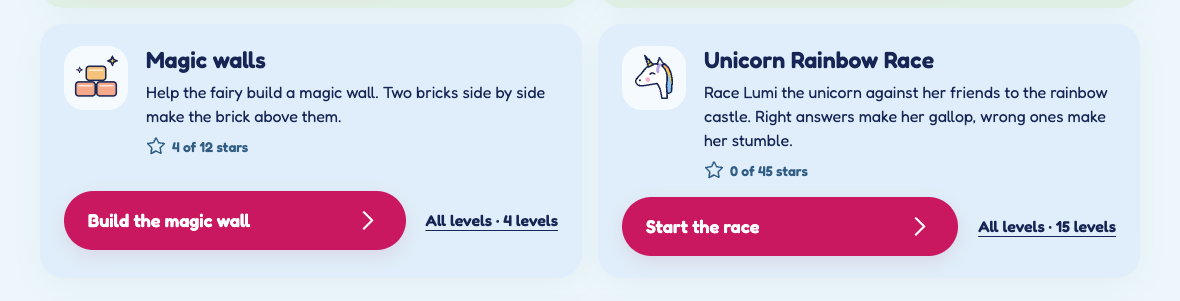 Magic walls
Help the fairy build a magic wall. Two bricks side by side
make the brick above them.
4 of 12 stars
Build the magic wall
All levels · 4 levels
Unicorn Rainbow Race
Race Lumi the unicorn against her friends to the rainbow
castle. Right answers make her gallop, wrong ones make
her stumble.
0 of 45 stars
Start the race
All levels · 15 levels